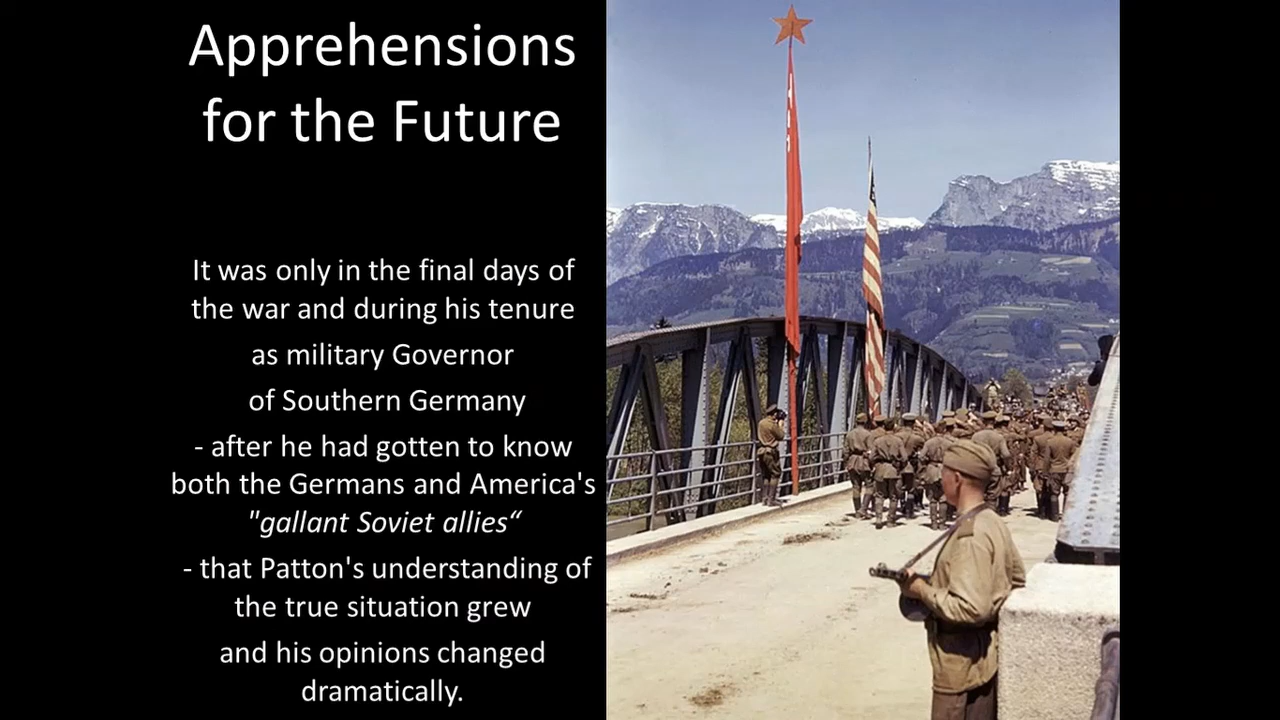 Apprehensions
for the Future
It was only in the final days of
the war and during his tenure
as military Governor
of Southern Germany
- after he had gotten to know
both the Germans and America's
"gallant Soviet allies“
- that Patton's understanding of
the true situation grew
and his opinions changed
dramatically.